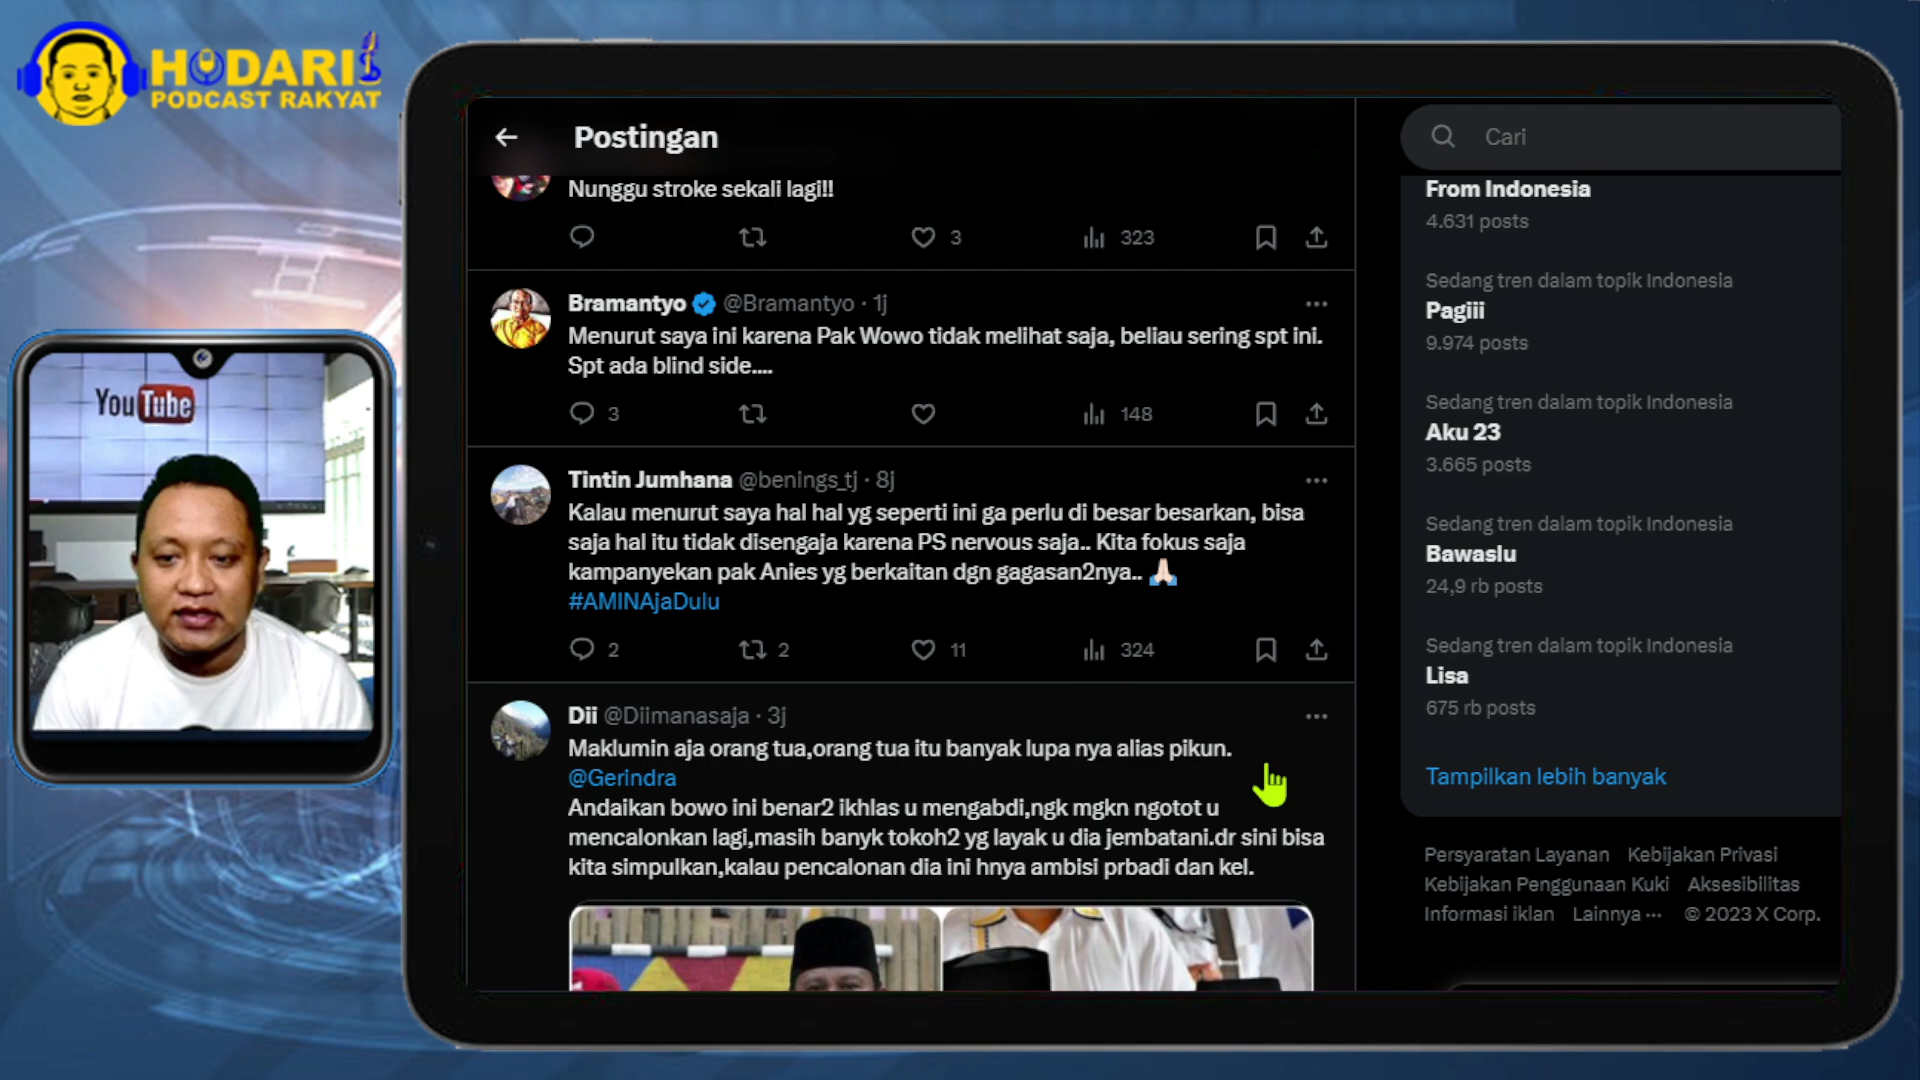 HODARI
PODCAST RAKYAT
YouTube
Postingan
Nunggu stroke sekali lagi!!
3 323
Bramantyo @Bramantyo · 1j
Menurut saya ini karena Pak Wowo tidak melihat saja, beliau sering spt ini.
Spt ada blind side....
3 148
Tintin Jumhana @benings_tj · 8j
Kalau menurut saya hal hal yg seperti ini ga perlu di besar besarkan, bisa
saja hal itu tidak disengaja karena PS nervous saja.. Kita fokus saja
kampanyekan pak Anies yg berkaitan dgn gagasan2nya.. 🙏🏻
#AMINAjaDulu
2 2 11 324
Dii @Diimanasaja · 3j
Maklumin aja orang tua,orang tua itu banyak lupa nya alias pikun.
@Gerindra
Andaikan bowo ini benar2 ikhlas u mengabdi,ngk mgkn ngotot u
mencalonkan lagi,masih banyk tokoh2 yg layak u dia jembatani.dr sini bisa
kita simpulkan,kalau pencalonan dia ini hnya ambisi prbadi dan kel.
Cari
From Indonesia
4.631 posts
Sedang tren dalam topik Indonesia
Pagiii
9.974 posts
Sedang tren dalam topik Indonesia
Aku 23
3.665 posts
Sedang tren dalam topik Indonesia
Bawaslu
24,9 rb posts
Sedang tren dalam topik Indonesia
Lisa
675 rb posts
Tampilkan lebih banyak
Persyaratan Layanan Kebijakan Privasi
Kebijakan Penggunaan Kuki Aksesibilitas
Informasi iklan Lainnya ··· © 2023 X Corp.